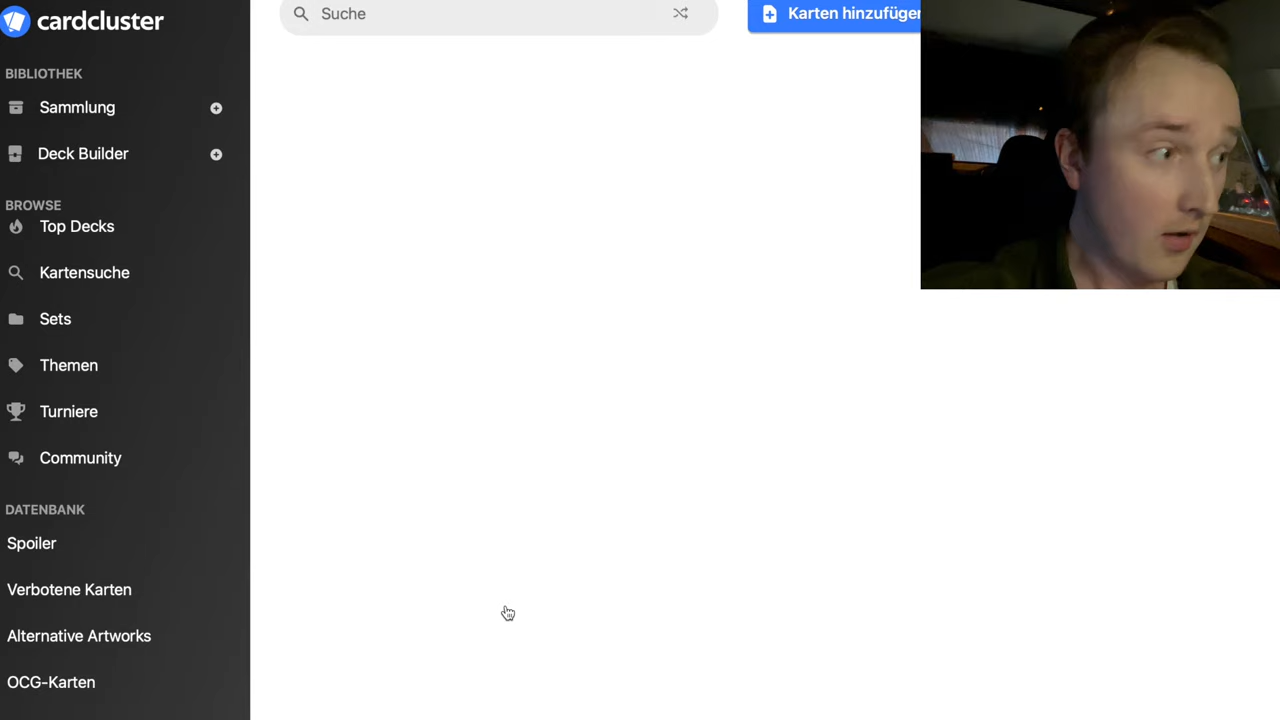 cardcluster
Suche
Karten hinzufüger
BIBLIOTHEK
Sammlung
Deck Builder
BROWSE
Top Decks
Kartensuche
Sets
Themen
Turniere
Community
DATENBANK
Spoiler
Verbotene Karten
Alternative Artworks
OCG-Karten